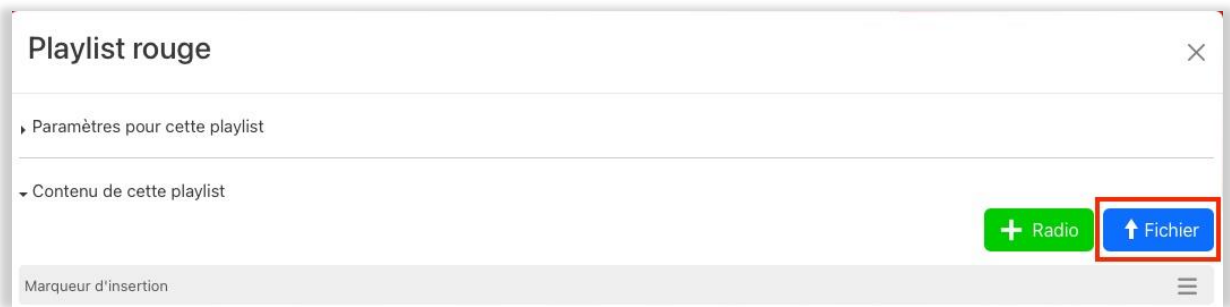 Playlist rouge
Paramètres pour cette playlist
Contenu de cette playlist
Radio
Fichier
Marqueur d'insertion